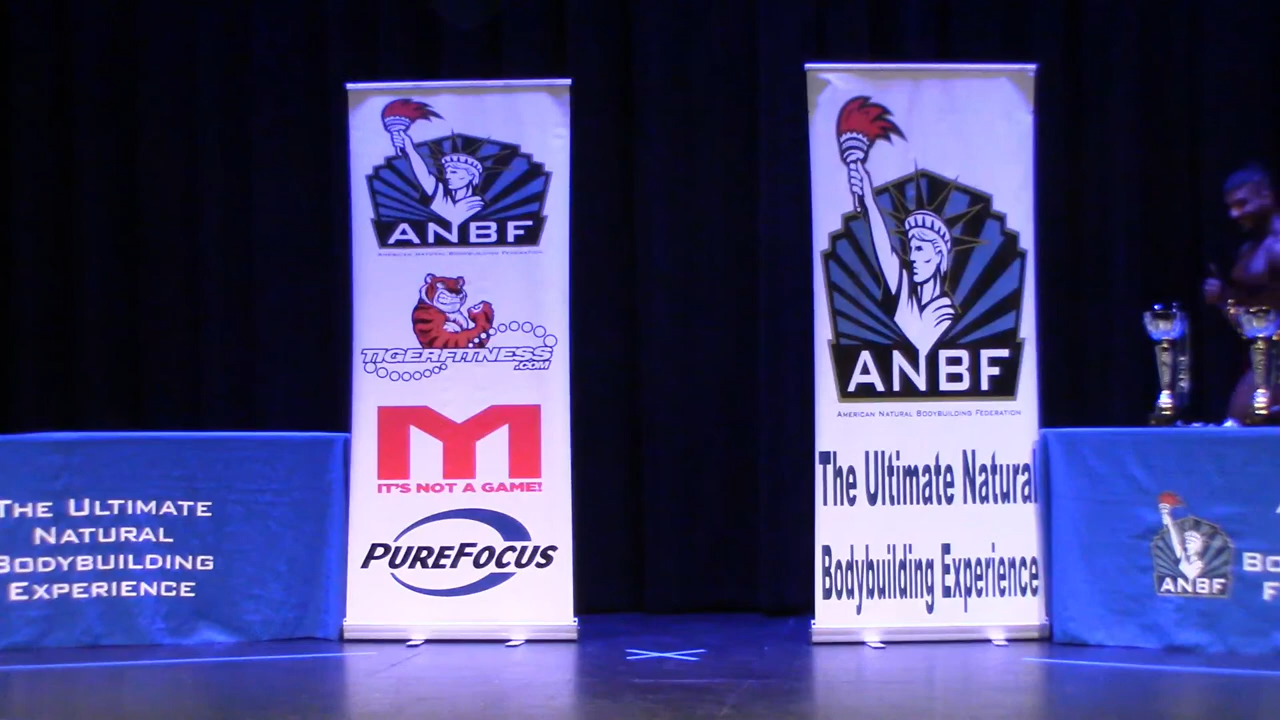 THE ULTIMATE
NATURAL
BODYBUILDING
EXPERIENCE
ANBF
AMERICAN NATURAL BODYBUILDING FEDERATION
TIGERFITNESS
.COM
M
IT'S NOT A GAME!
PUREFOCUS
ANBF
AMERICAN NATURAL BODYBUILDING FEDERATION
The Ultimate Natural
Bodybuilding Experience
ANBF